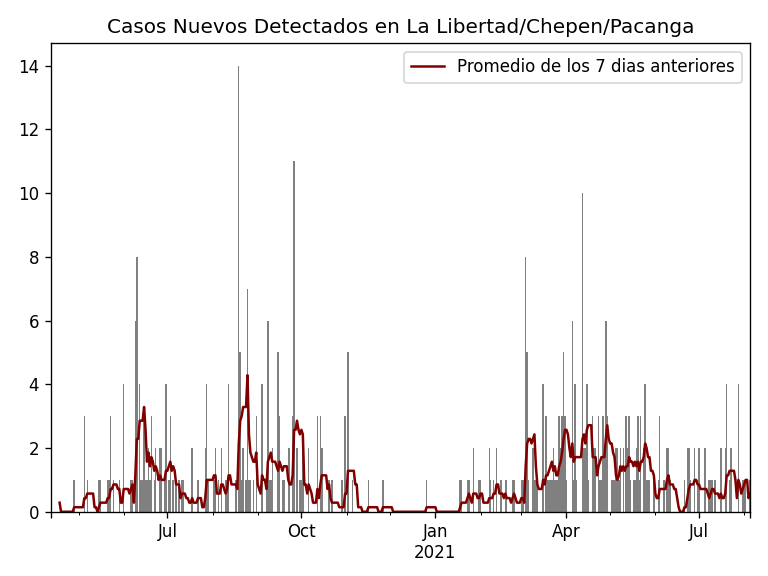 Casos Nuevos Detectados en La Libertad/Chepen/Pacanga
Promedio de los 7 dias anteriores
14
12
10
8
6
4
2
0
Jul
Oct
Jan
Apr
Jul
2021